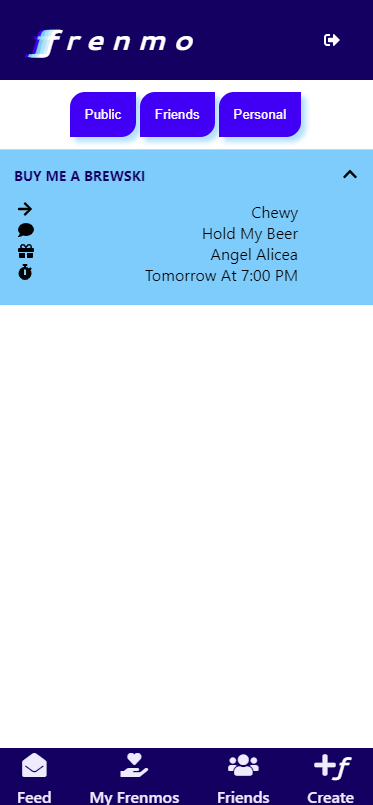 frenmo
Public Friends Personal
BUY ME A BREWSKI
Chewy
Hold My Beer
Angel Alicea
Tomorrow At 7:00 PM
Feed My Frenmos Friends Create